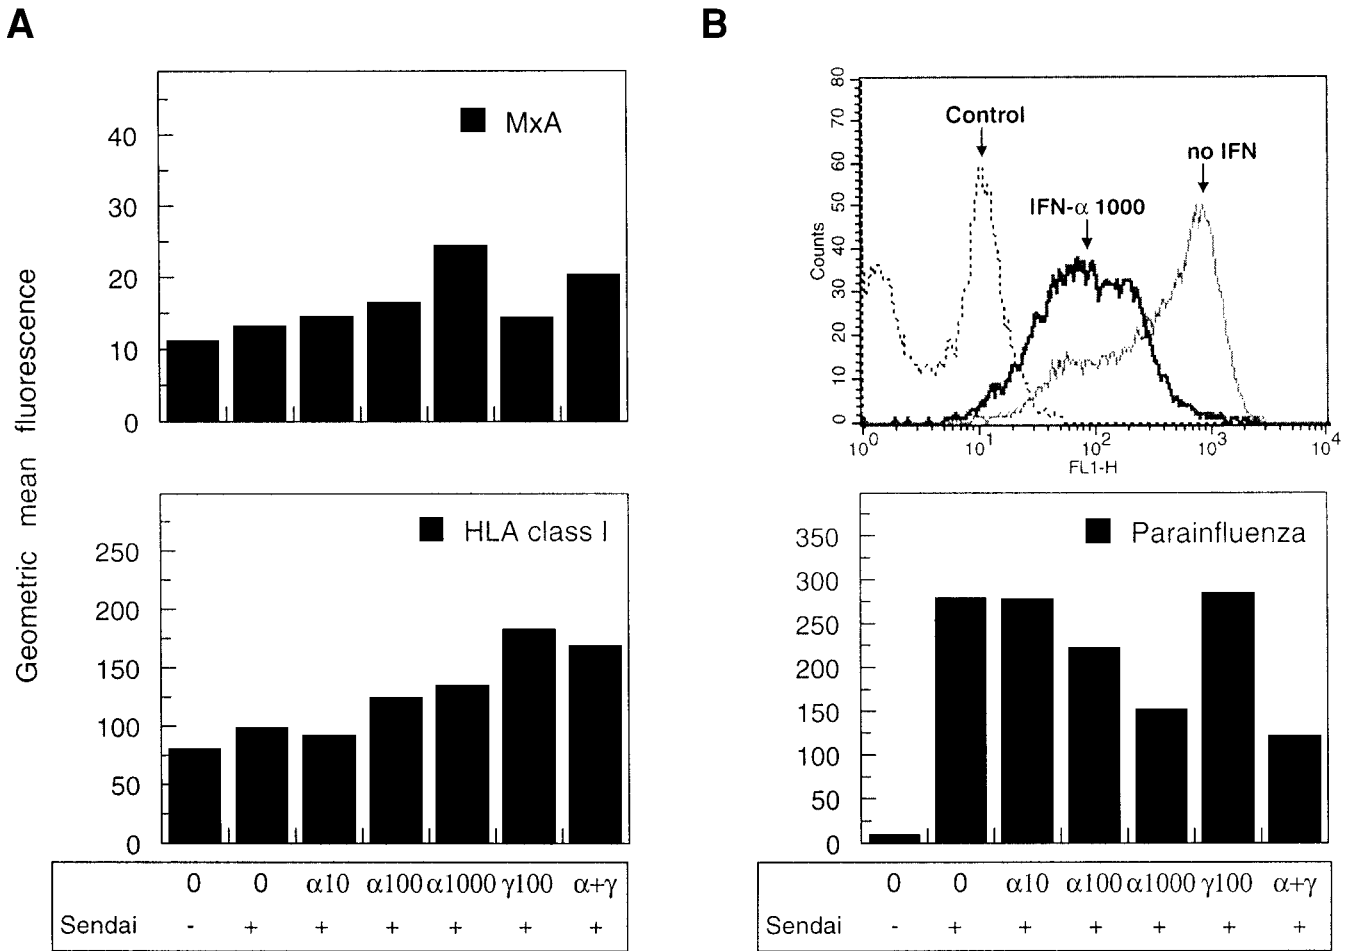 A
B
Geometric mean fluorescence
40
30
20
10
0
MxA
250
200
150
100
50
0
HLA class I
0 0 α10 α100 α1000 γ100 α+γ
Sendai - + + + + + +
80
70
60
50
40
30
20
10
0
Counts
Control
no IFN
IFN-α 1000
10⁰ 10¹ 10² 10³ 10⁴
FL1-H
350
300
250
200
150
100
50
0
Parainfluenza
0 0 α10 α100 α1000 γ100 α+γ
Sendai - + + + + + +